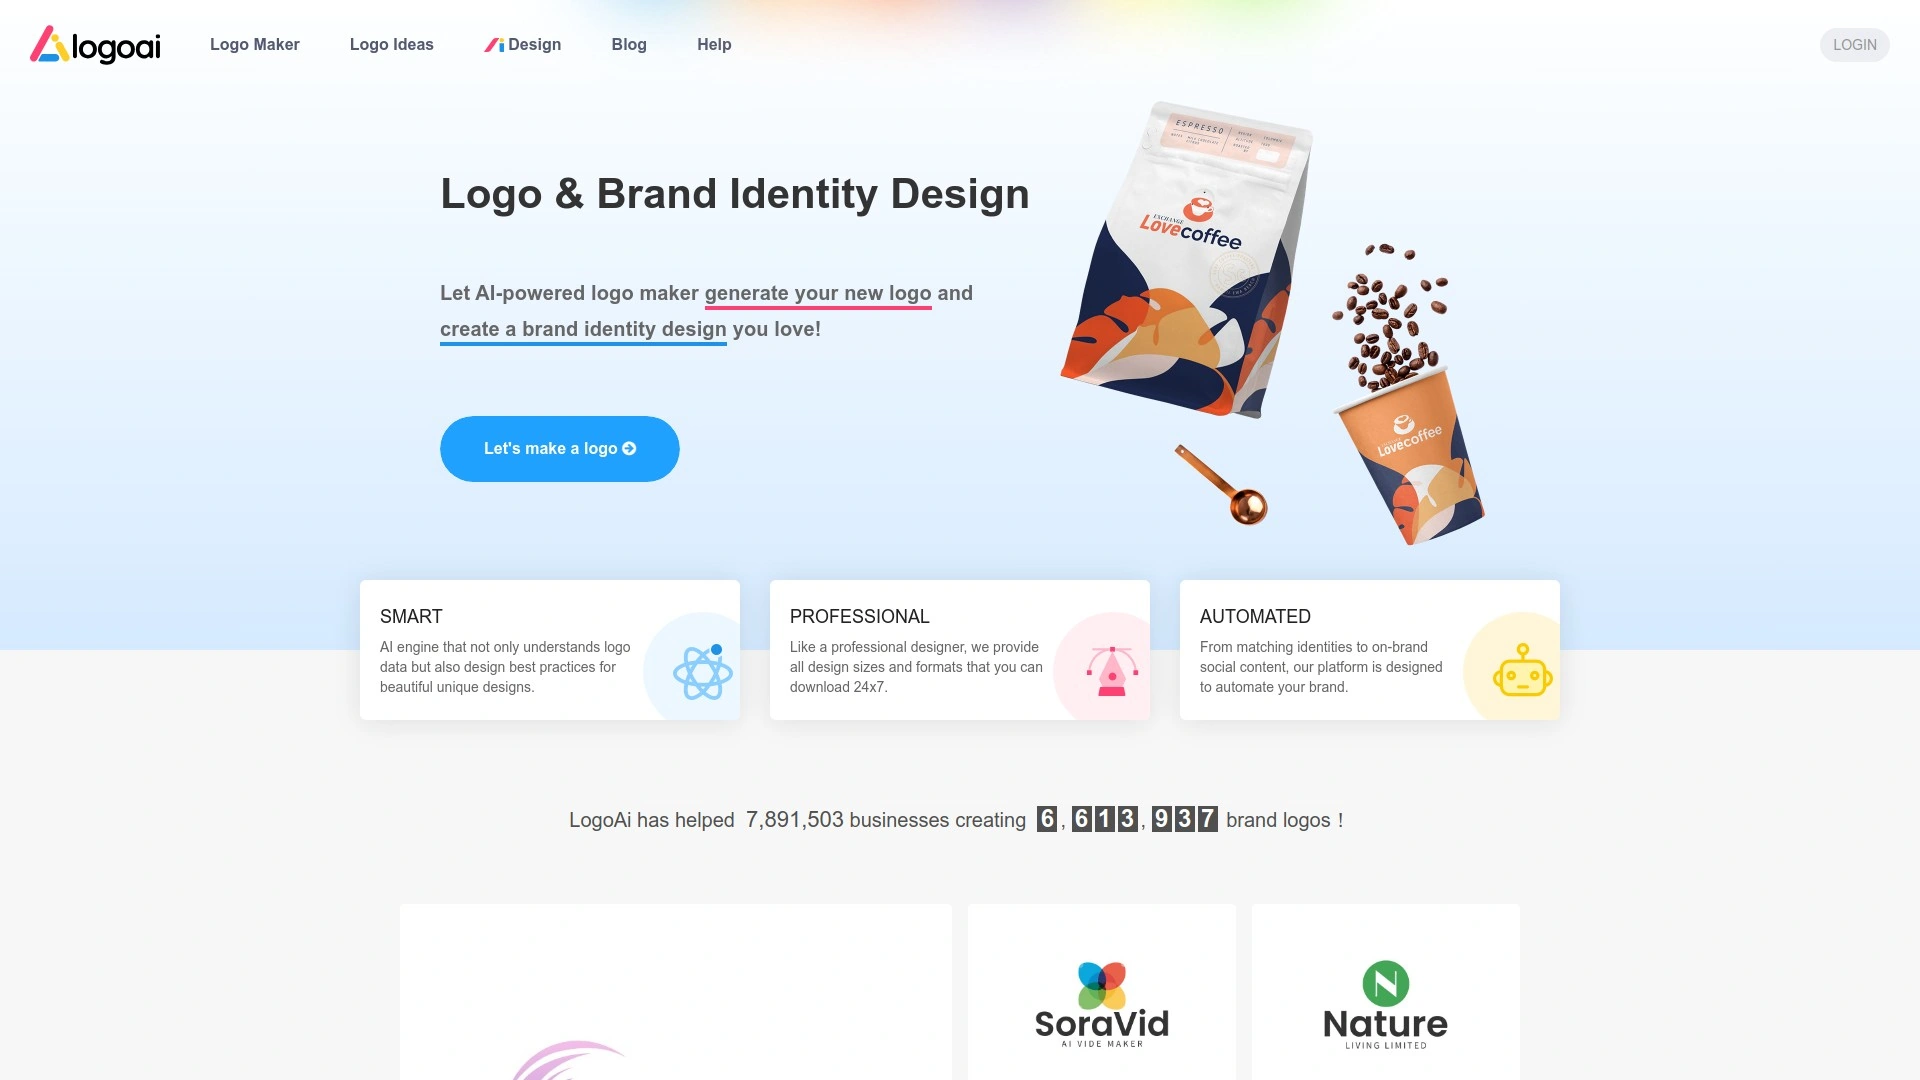 logoai
Logo Maker
Logo Ideas
Design
Blog
Help
LOGIN
Logo & Brand Identity Design
Let AI-powered logo maker generate your new logo and
create a brand identity design you love!
Let's make a logo
ESPRESSO
EXCHANGE
Lovecoffee
Lovecoffee
SMART
AI engine that not only understands logo
data but also design best practices for
beautiful unique designs.
PROFESSIONAL
Like a professional designer, we provide
all design sizes and formats that you can
download 24x7.
AUTOMATED
From matching identities to on-brand
social content, our platform is designed
to automate your brand.
LogoAi has helped 7,891,503 businesses creating 6,613,937 brand logos !
SoraVid
AI VIDE MAKER
N
Nature
LIVING LIMITED